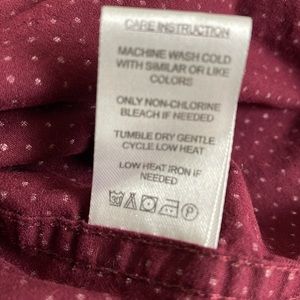 CARE INSTRUCTION
MACHINE WASH COLD
WITH SIMILAR OR LIKE
COLORS
ONLY NON-CHLORINE
BLEACH IF NEEDED
TUMBLE DRY GENTLE
CYCLE LOW HEAT
LOW HEAT IRON IF
NEEDED
30 P